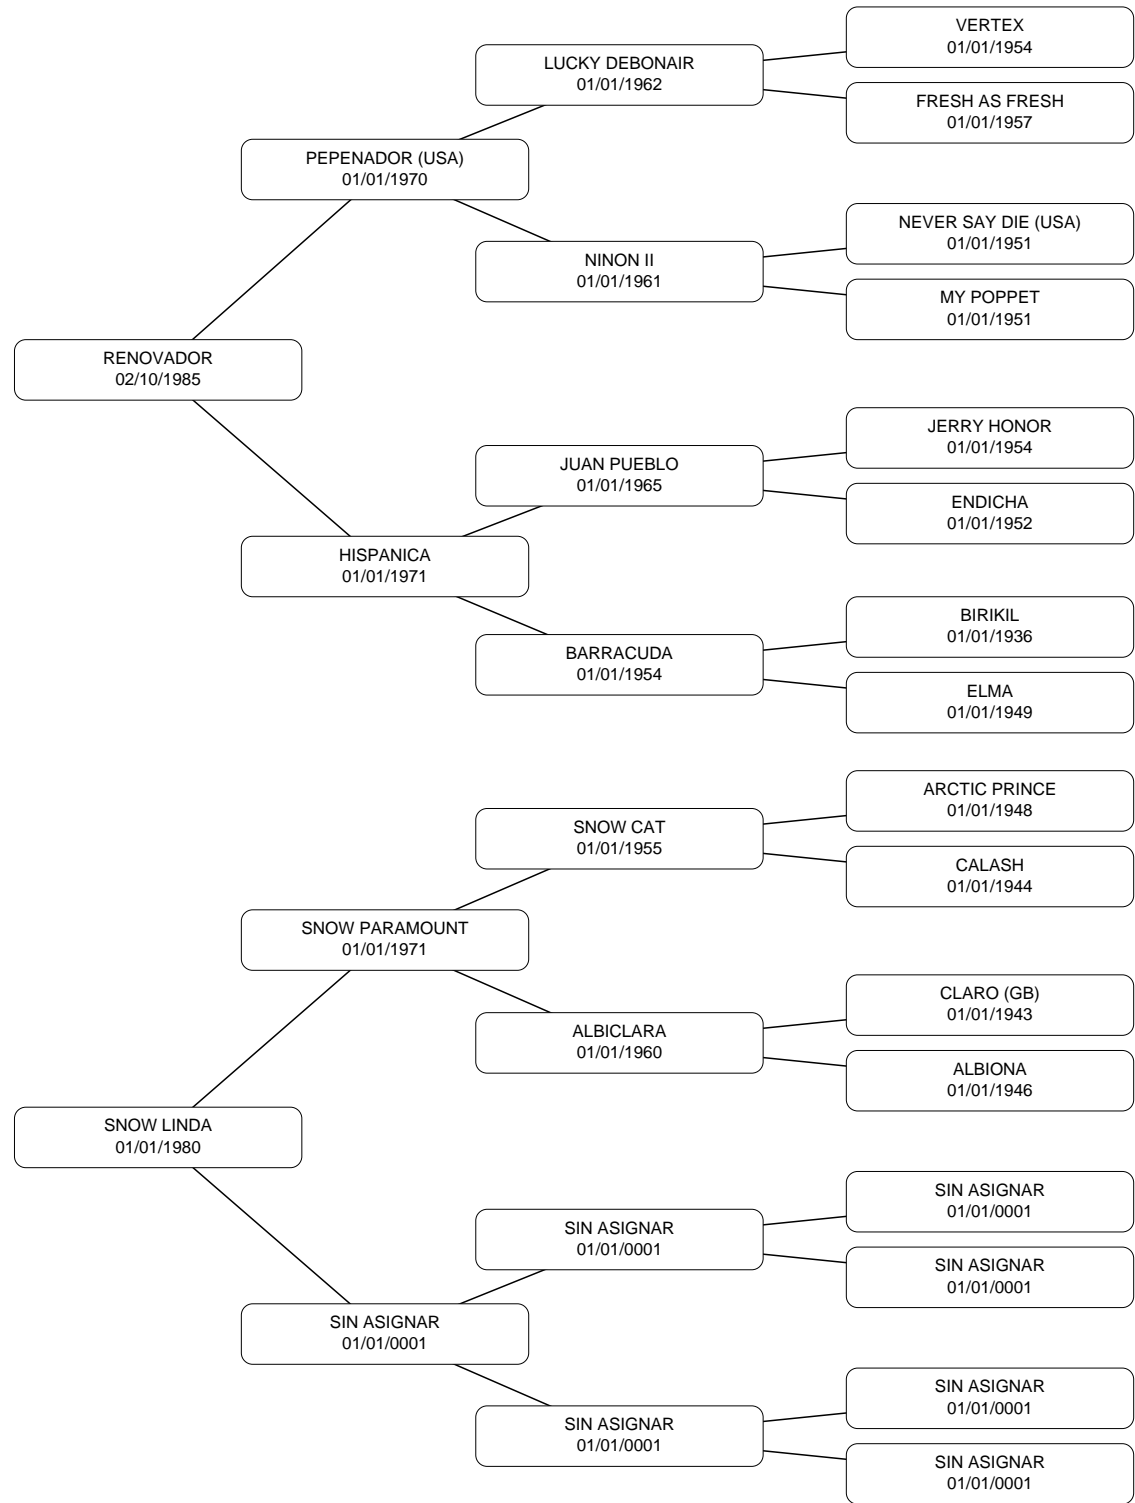 VERTEX
01/01/1954
LUCKY DEBONAIR
01/01/1962
FRESH AS FRESH
01/01/1957
PEPENADOR (USA)
01/01/1970
NEVER SAY DIE (USA)
01/01/1951
NINON II
01/01/1961
MY POPPET
01/01/1951
RENOVADOR
02/10/1985
JERRY HONOR
01/01/1954
JUAN PUEBLO
01/01/1965
ENDICHA
01/01/1952
HISPANICA
01/01/1971
BIRIKIL
01/01/1936
BARRACUDA
01/01/1954
ELMA
01/01/1949
ARCTIC PRINCE
01/01/1948
SNOW CAT
01/01/1955
CALASH
01/01/1944
SNOW PARAMOUNT
01/01/1971
CLARO (GB)
01/01/1943
ALBICLARA
01/01/1960
ALBIONA
01/01/1946
SNOW LINDA
01/01/1980
SIN ASIGNAR
01/01/0001
SIN ASIGNAR
01/01/0001
SIN ASIGNAR
01/01/0001
SIN ASIGNAR
01/01/0001
SIN ASIGNAR
01/01/0001
SIN ASIGNAR
01/01/0001
SIN ASIGNAR
01/01/0001